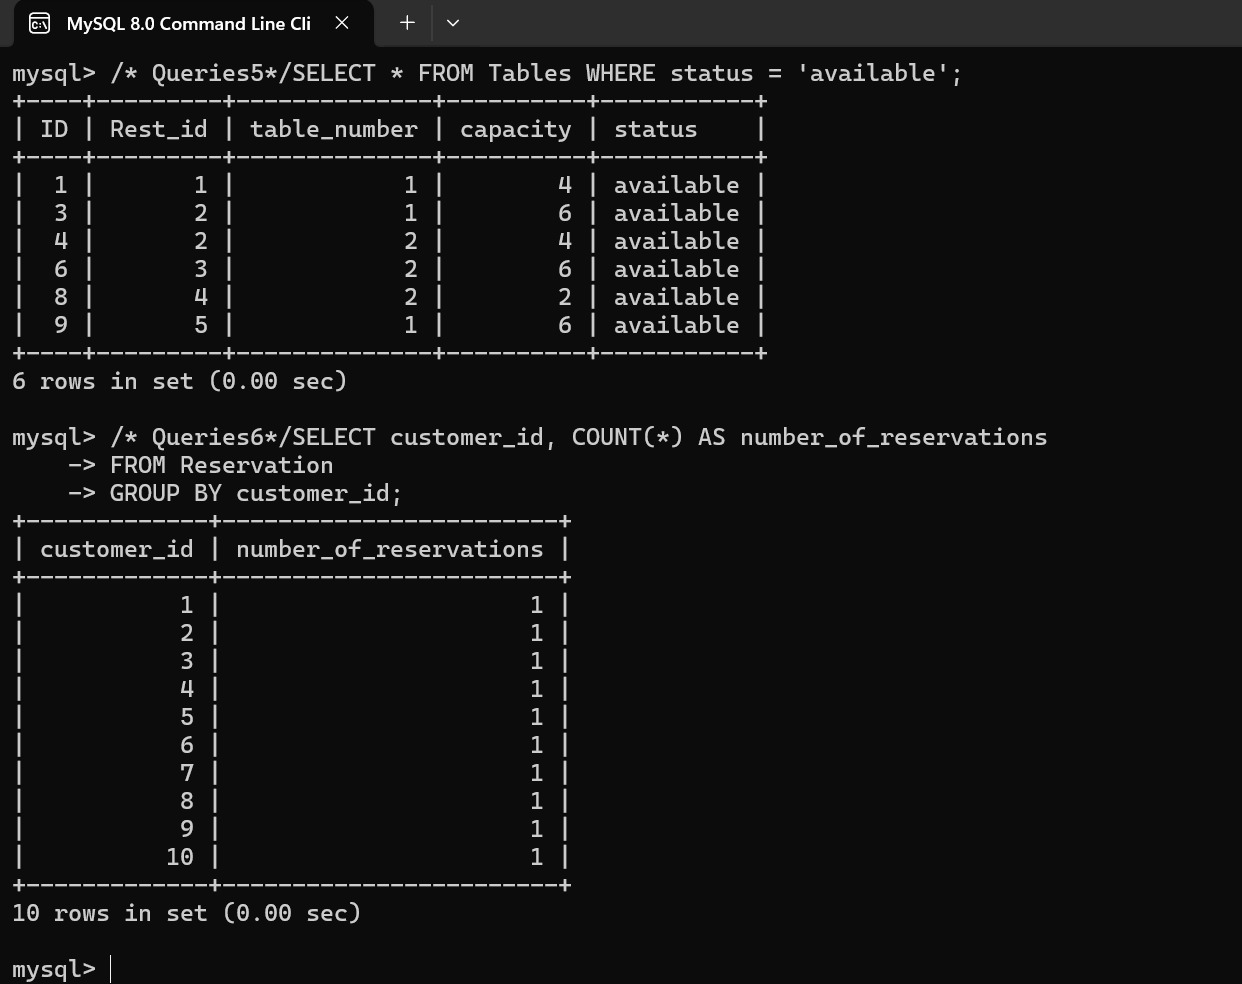 MySQL 8.0 Command Line Cli
mysql> /* Queries5*/SELECT * FROM Tables WHERE status = 'available';
+----+---------+--------------+----------+-----------+
| ID | Rest_id | table_number | capacity | status    |
+----+---------+--------------+----------+-----------+
|  1 |       1 |            1 |        4 | available |
|  3 |       2 |            1 |        6 | available |
|  4 |       2 |            2 |        4 | available |
|  6 |       3 |            2 |        6 | available |
|  8 |       4 |            2 |        2 | available |
|  9 |       5 |            1 |        6 | available |
+----+---------+--------------+----------+-----------+
6 rows in set (0.00 sec)

mysql> /* Queries6*/SELECT customer_id, COUNT(*) AS number_of_reservations
    -> FROM Reservation
    -> GROUP BY customer_id;
+-------------+------------------------+
| customer_id | number_of_reservations |
+-------------+------------------------+
|           1 |                      1 |
|           2 |                      1 |
|           3 |                      1 |
|           4 |                      1 |
|           5 |                      1 |
|           6 |                      1 |
|           7 |                      1 |
|           8 |                      1 |
|           9 |                      1 |
|          10 |                      1 |
+-------------+------------------------+
10 rows in set (0.00 sec)

mysql>